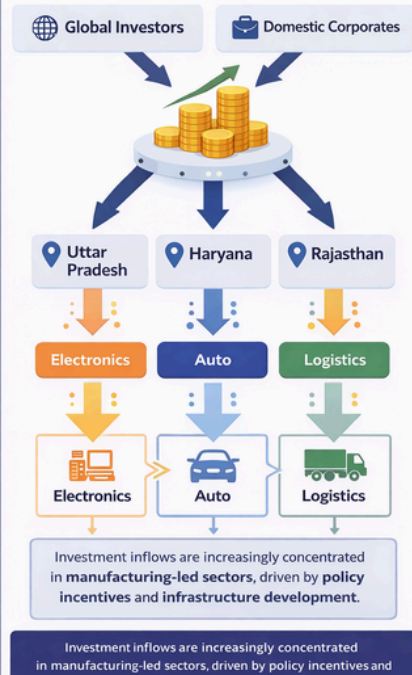 Global Investors
Domestic Corporates
Uttar
Pradesh
Haryana
Rajasthan
Electronics
Auto
Logistics
Electronics
Auto
Logistics
Investment inflows are increasingly concentrated
in manufacturing-led sectors, driven by policy
incentives and infrastructure development.
Investment inflows are increasingly concentrated
in manufacturing-led sectors, driven by policy incentives and